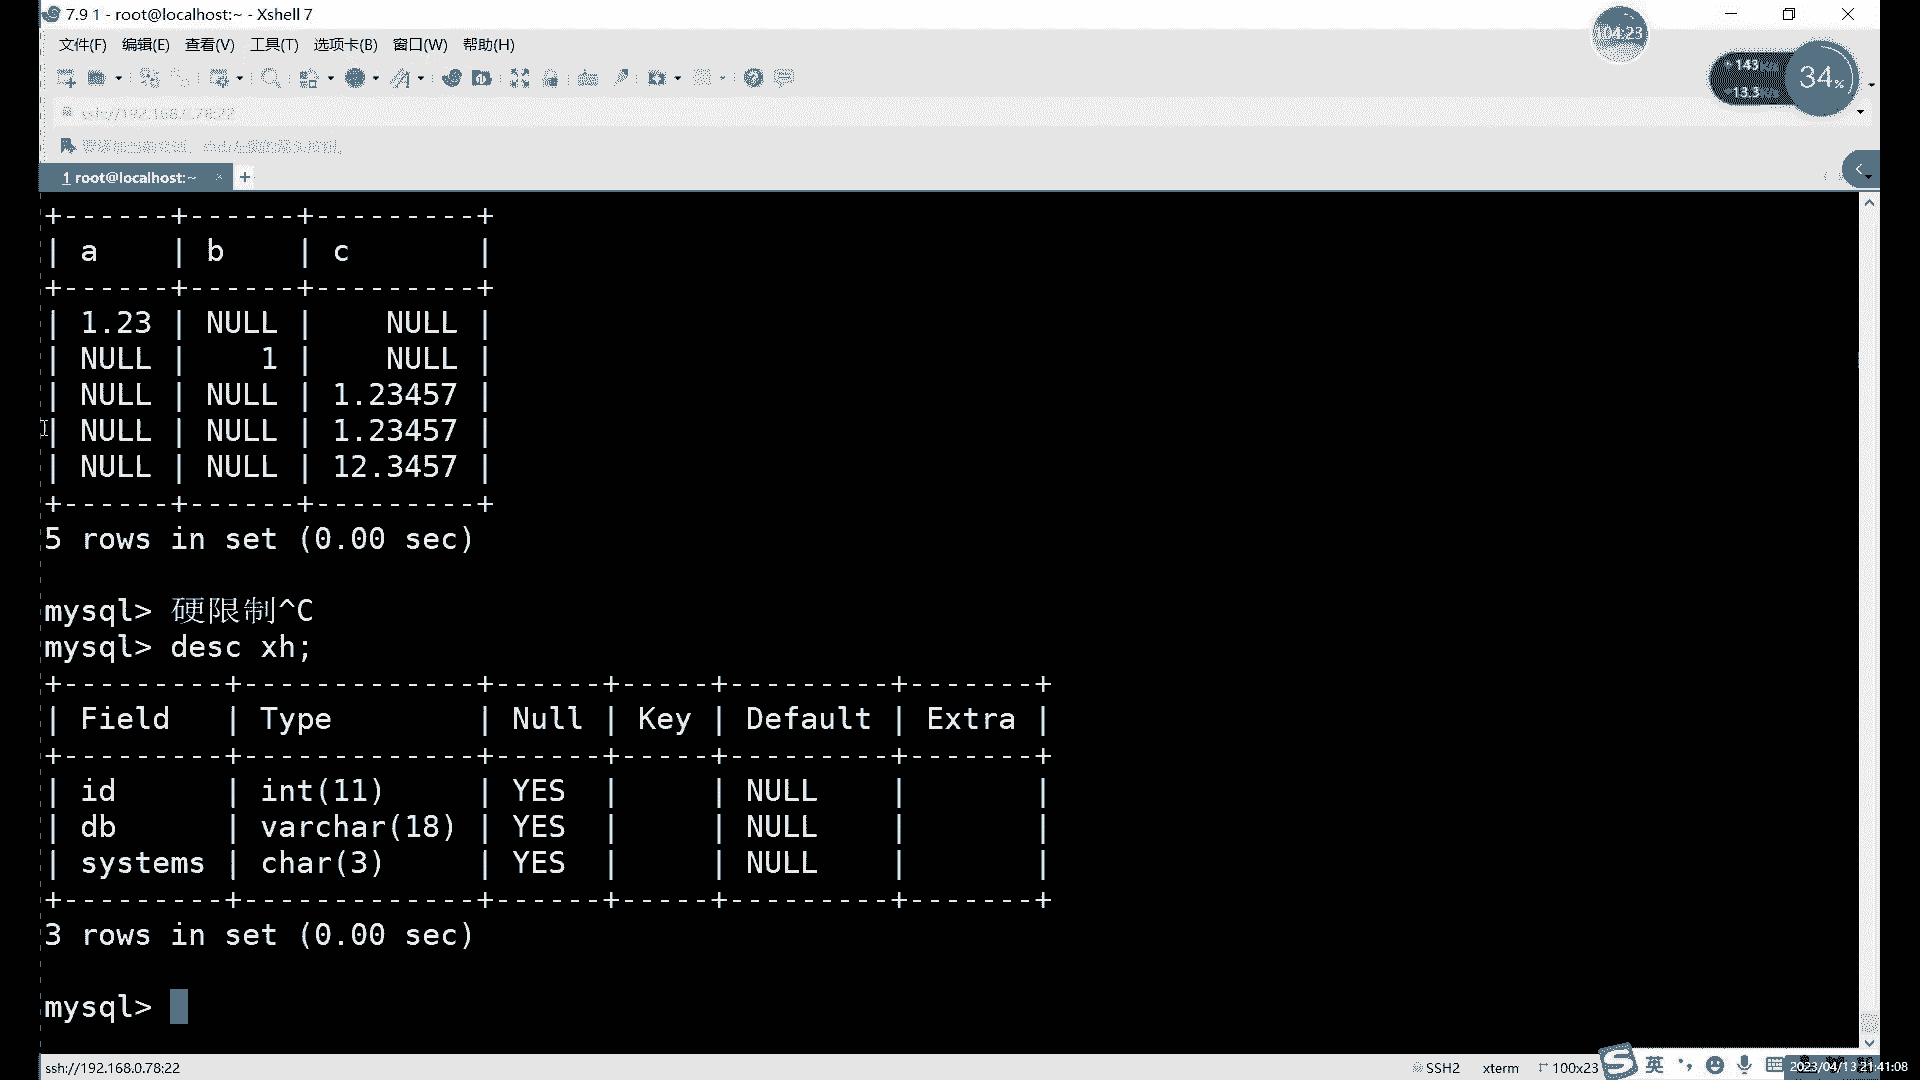 7.9 1 - root@localhost:~ - Xshell 7
104:23
文件(F) 编辑(E) 查看(V) 工具(T) 选项卡(B) 窗口(W) 帮助(H)
143
34%
13.3
ssh://192.168.0.78:22
1 root@localhost:~ × +
+------+------+---------+
| a    | b    | c       |
+------+------+---------+
| 1.23 | NULL |    NULL |
| NULL |    1 |    NULL |
| NULL | NULL | 1.23457 |
| NULL | NULL | 1.23457 |
| NULL | NULL | 12.3457 |
+------+------+---------+
5 rows in set (0.00 sec)
mysql> 硬限制^C
mysql> desc xh;
+---------+-------------+------+-----+---------+-------+
| Field   | Type        | Null | Key | Default | Extra |
+---------+-------------+------+-----+---------+-------+
| id      | int(11)     | YES  |     | NULL    |       |
| db      | varchar(18) | YES  |     | NULL    |       |
| systems | char(3)     | YES  |     | NULL    |       |
+---------+-------------+------+-----+---------+-------+
3 rows in set (0.00 sec)
mysql>
ssh://192.168.0.78:22 SSH2 xterm 100x23 英 2023/04/13 21:41:08